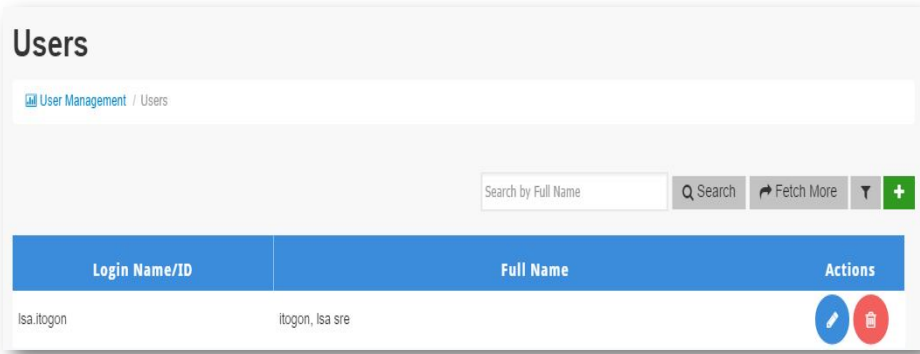 Users
User Management / Users
Search by Full Name Search Fetch More
Login Name/ID Full Name Actions
lsa.itogon itogon, lsa sre